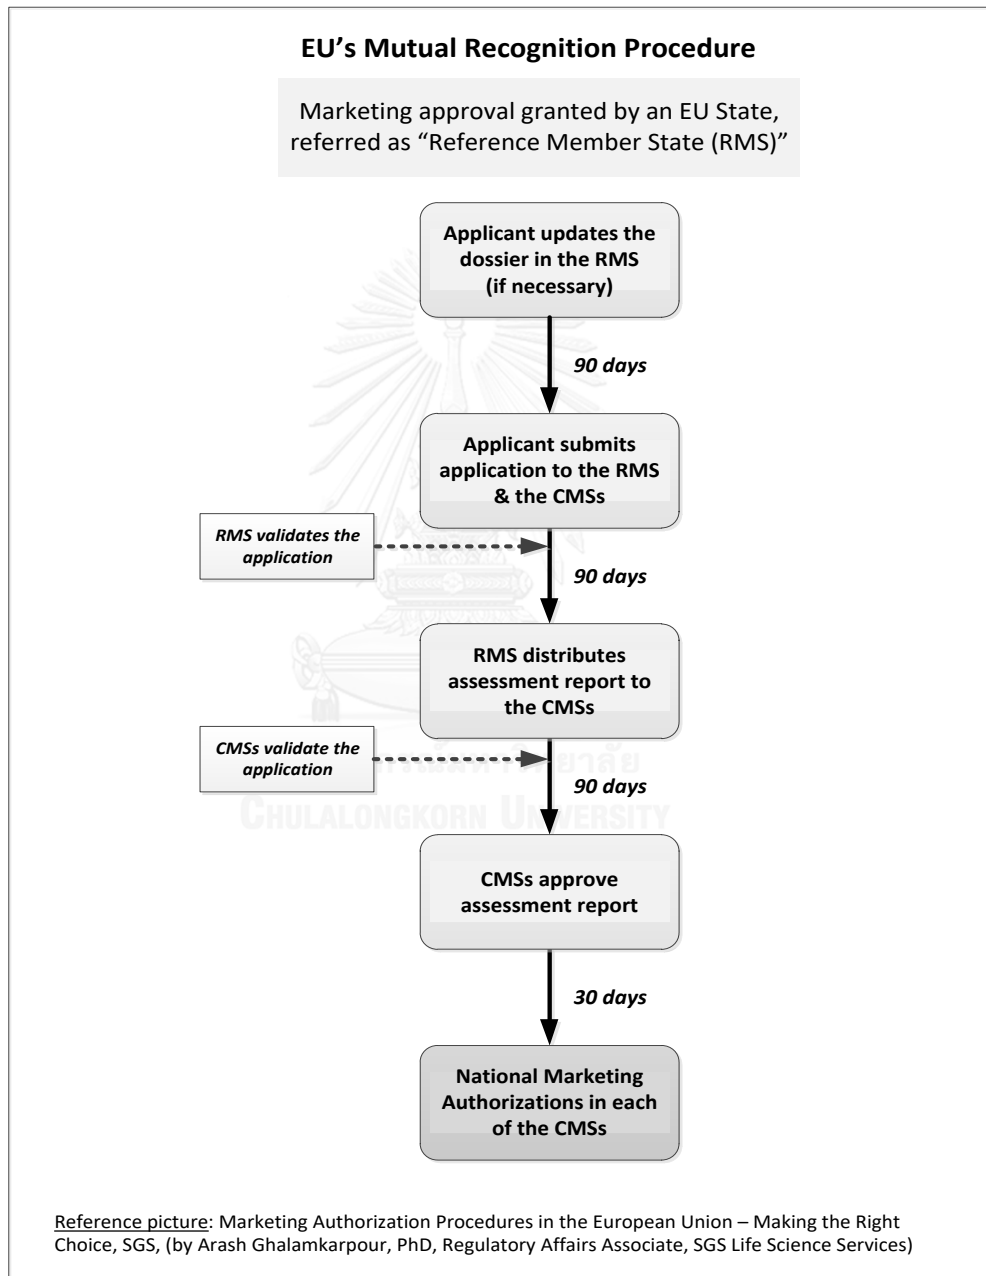 EU’s Mutual Recognition Procedure
Marketing approval granted by an EU State,
referred as “Reference Member State (RMS)”
Applicant updates the
dossier in the RMS
(if necessary)
90 days
Applicant submits
application to the RMS
& the CMSs
RMS validates the
application
90 days
RMS distributes
assessment report to
the CMSs
CMSs validate the
application
90 days
CHULALONGKORN UNIVERSITY
CMSs approve
assessment report
30 days
National Marketing
Authorizations in each
of the CMSs
Reference picture: Marketing Authorization Procedures in the European Union – Making the Right
Choice, SGS, (by Arash Ghalamkarpour, PhD, Regulatory Affairs Associate, SGS Life Science Services)